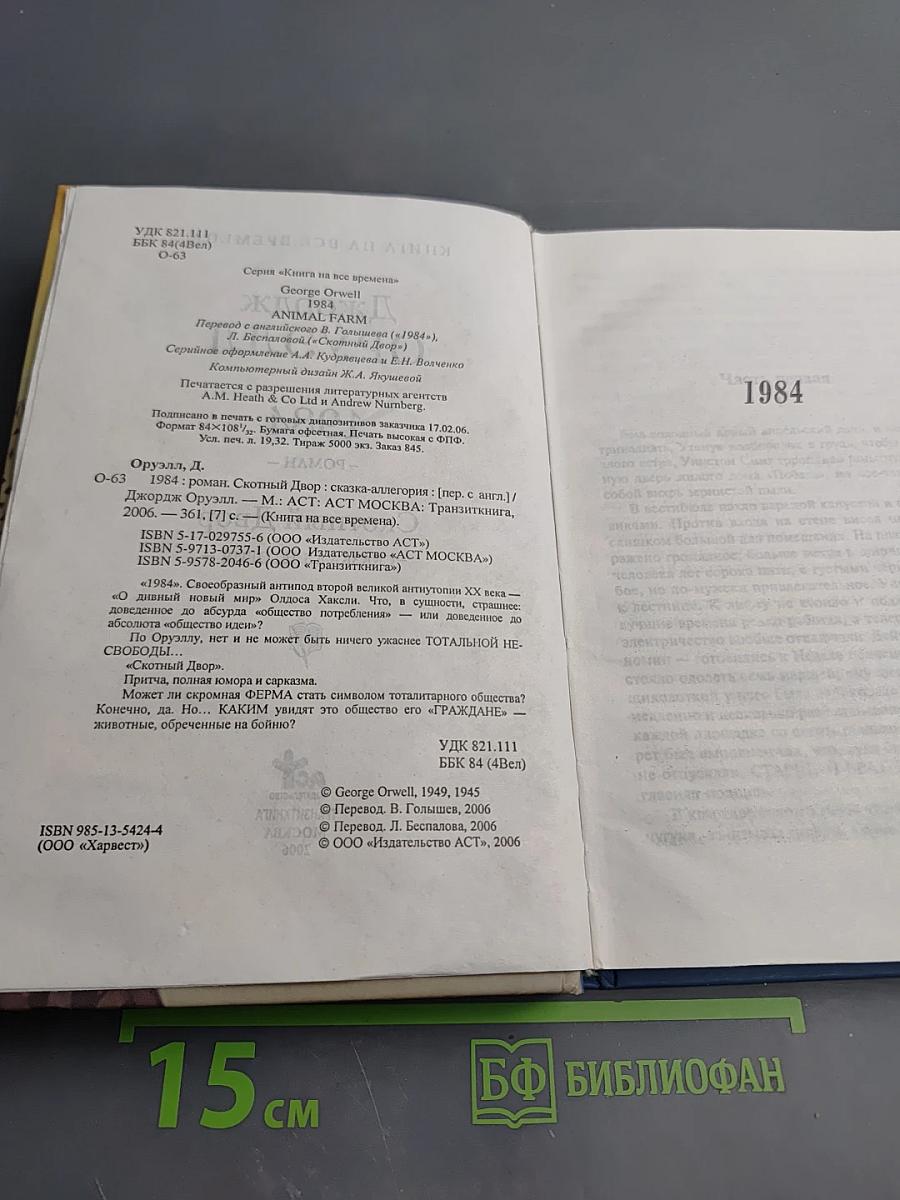 УДК 821.111
ББК 84(4Вел)
О-63
Серия «Книга на все времена»
George Orwell
1984
ANIMAL FARM
Перевод с английского В. Голышева («1984»),
Л. Беспаловой («Скотный Двор»)
Серийное оформление А.А. Кудрявцева и Е.Н. Волченко
Компьютерный дизайн Ж.А. Якушевой
Печатается с разрешения литературных агентств
A.M. Heath & Co Ltd и Andrew Nurnberg.
Подписано в печать с готовых диапозитивов заказчика 17.02.06.
Формат 84×108¹/₃₂. Бумага офсетная. Печать высокая с ФПФ.
Усл. печ. л. 19,32. Тираж 5000 экз. Заказ 845.
Оруэлл, Д.
О-63 1984 : роман. Скотный Двор : сказка-аллегория : [пер. с англ.] /
Джордж Оруэлл. — М.: АСТ: АСТ МОСКВА: Транзиткнига,
2006. — 361, [7] с. — (Книга на все времена).
ISBN 5-17-029755-6 (ООО «Издательство АСТ»)
ISBN 5-9713-0737-1 (ООО Издательство «АСТ МОСКВА»)
ISBN 5-9578-2046-6 (ООО «Транзиткнига»)
«1984». Своеобразный антипод второй великой антиутопии XX века —
«О дивный новый мир» Олдоса Хаксли. Что, в сущности, страшнее:
доведенное до абсурда «общество потребления» — или доведенное до
абсолюта «общество идеи»?
По Оруэллу, нет и не может быть ничего ужаснее ТОТАЛЬНОЙ НЕ-
СВОБОДЫ...
«Скотный Двор».
Притча, полная юмора и сарказма.
Может ли скромная ФЕРМА стать символом тоталитарного общества?
Конечно, да. Но... КАКИМ увидят это общество его «ГРАЖДАНЕ» —
животные, обреченные на бойню?
УДК 821.111
ББК 84 (4Вел)
© George Orwell, 1949, 1945
© Перевод. В. Голышев, 2006
© Перевод. Л. Беспалова, 2006
© ООО «Издательство АСТ», 2006
ISBN 985-13-5424-4
(ООО «Харвест»)
1984
15 см
БФ БИБЛИОФАН